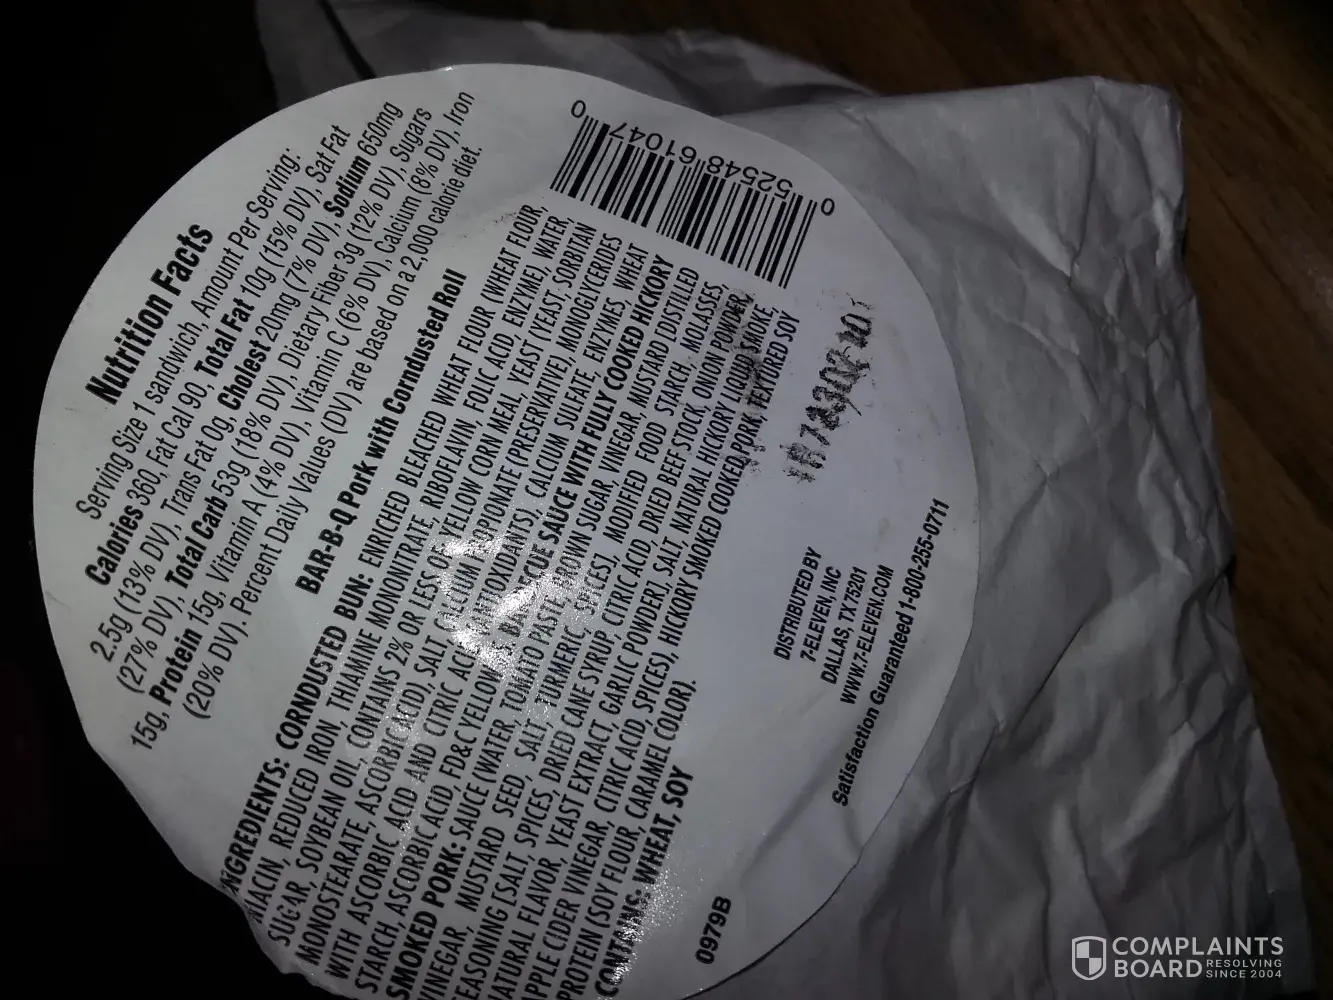 Nutrition Facts
Serving Size 1 sandwich, Amount Per Serving:
Calories 360, Fat Cal 90, Total Fat 10g (15% DV), Sat Fat
2.5g (13% DV), Trans Fat 0g, Cholest 20mg (7% DV), Sodium 650mg
(27% DV), Total Carb 53g (18% DV), Dietary Fiber 3g (12% DV), Sugars
15g, Protein 15g, Vitamin A (4% DV), Vitamin C (6% DV), Calcium (8% DV), Iron
(20% DV). Percent Daily Values (DV) are based on a 2,000 calorie diet.
BAR-B-Q Pork with Corndusted Roll
INGREDIENTS: CORNDUSTED BUN: ENRICHED BLEACHED WHEAT FLOUR (WHEAT FLOUR,
NIACIN, REDUCED IRON, THIAMINE MONONITRATE, RIBOFLAVIN, FOLIC ACID, ENZYME), WATER,
SUGAR, SOYBEAN OIL, CONTAINS 2% OR LESS OF YELLOW CORN MEAL, YEAST (YEAST, SORBITAN
MONOSTEARATE, ASCORBIC ACID), SALT, CALCIUM PROPIONATE (PRESERVATIVE), MONOGLYCERIDES
WITH ASCORBIC ACID AND CITRIC ACID (ANTIOXIDANTS), CALCIUM SULFATE, ENZYMES, WHEAT
STARCH, ASCORBIC ACID, FD&C YELLOW 5. BARBECUE SAUCE WITH FULLY COOKED HICKORY
SMOKED PORK: SAUCE (WATER, TOMATO PASTE, BROWN SUGAR, VINEGAR, MUSTARD [DISTILLED
VINEGAR, MUSTARD SEED, SALT, TURMERIC, SPICES], MODIFIED FOOD STARCH, MOLASSES,
SEASONING [SALT, SPICES, DRIED CANE SYRUP, CITRIC ACID, DRIED BEEF STOCK, ONION POWDER,
NATURAL FLAVOR, YEAST EXTRACT, GARLIC POWDER], SALT, NATURAL HICKORY LIQUID SMOKE
APPLE CIDER VINEGAR, CITRIC ACID, SPICES), HICKORY SMOKED COOKED PORK, TEXTURED SOY
PROTEIN (SOY FLOUR, CARAMEL COLOR).
CONTAINS: WHEAT, SOY
0979B
0 52548 61047 0
DISTRIBUTED BY
7-ELEVEN, INC
DALLAS, TX 75201
WWW.7-ELEVEN.COM
Satisfaction Guaranteed 1-800-255-0711
COMPLAINTS
BOARD RESOLVING
SINCE 2004